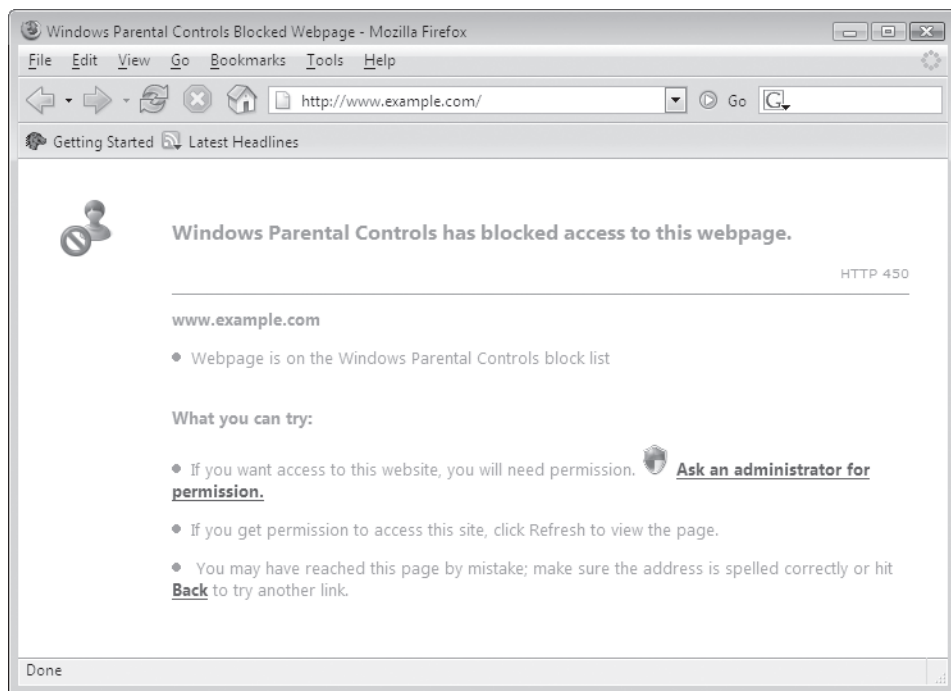 Windows Parental Controls Blocked Webpage - Mozilla Firefox
File Edit View Go Bookmarks Tools Help
http://www.example.com/ Go G
Getting Started Latest Headlines
Windows Parental Controls has blocked access to this webpage.
HTTP 450
www.example.com
• Webpage is on the Windows Parental Controls block list
What you can try:
• If you want access to this website, you will need permission. Ask an administrator for
permission.
• If you get permission to access this site, click Refresh to view the page.
• You may have reached this page by mistake; make sure the address is spelled correctly or hit
Back to try another link.
Done